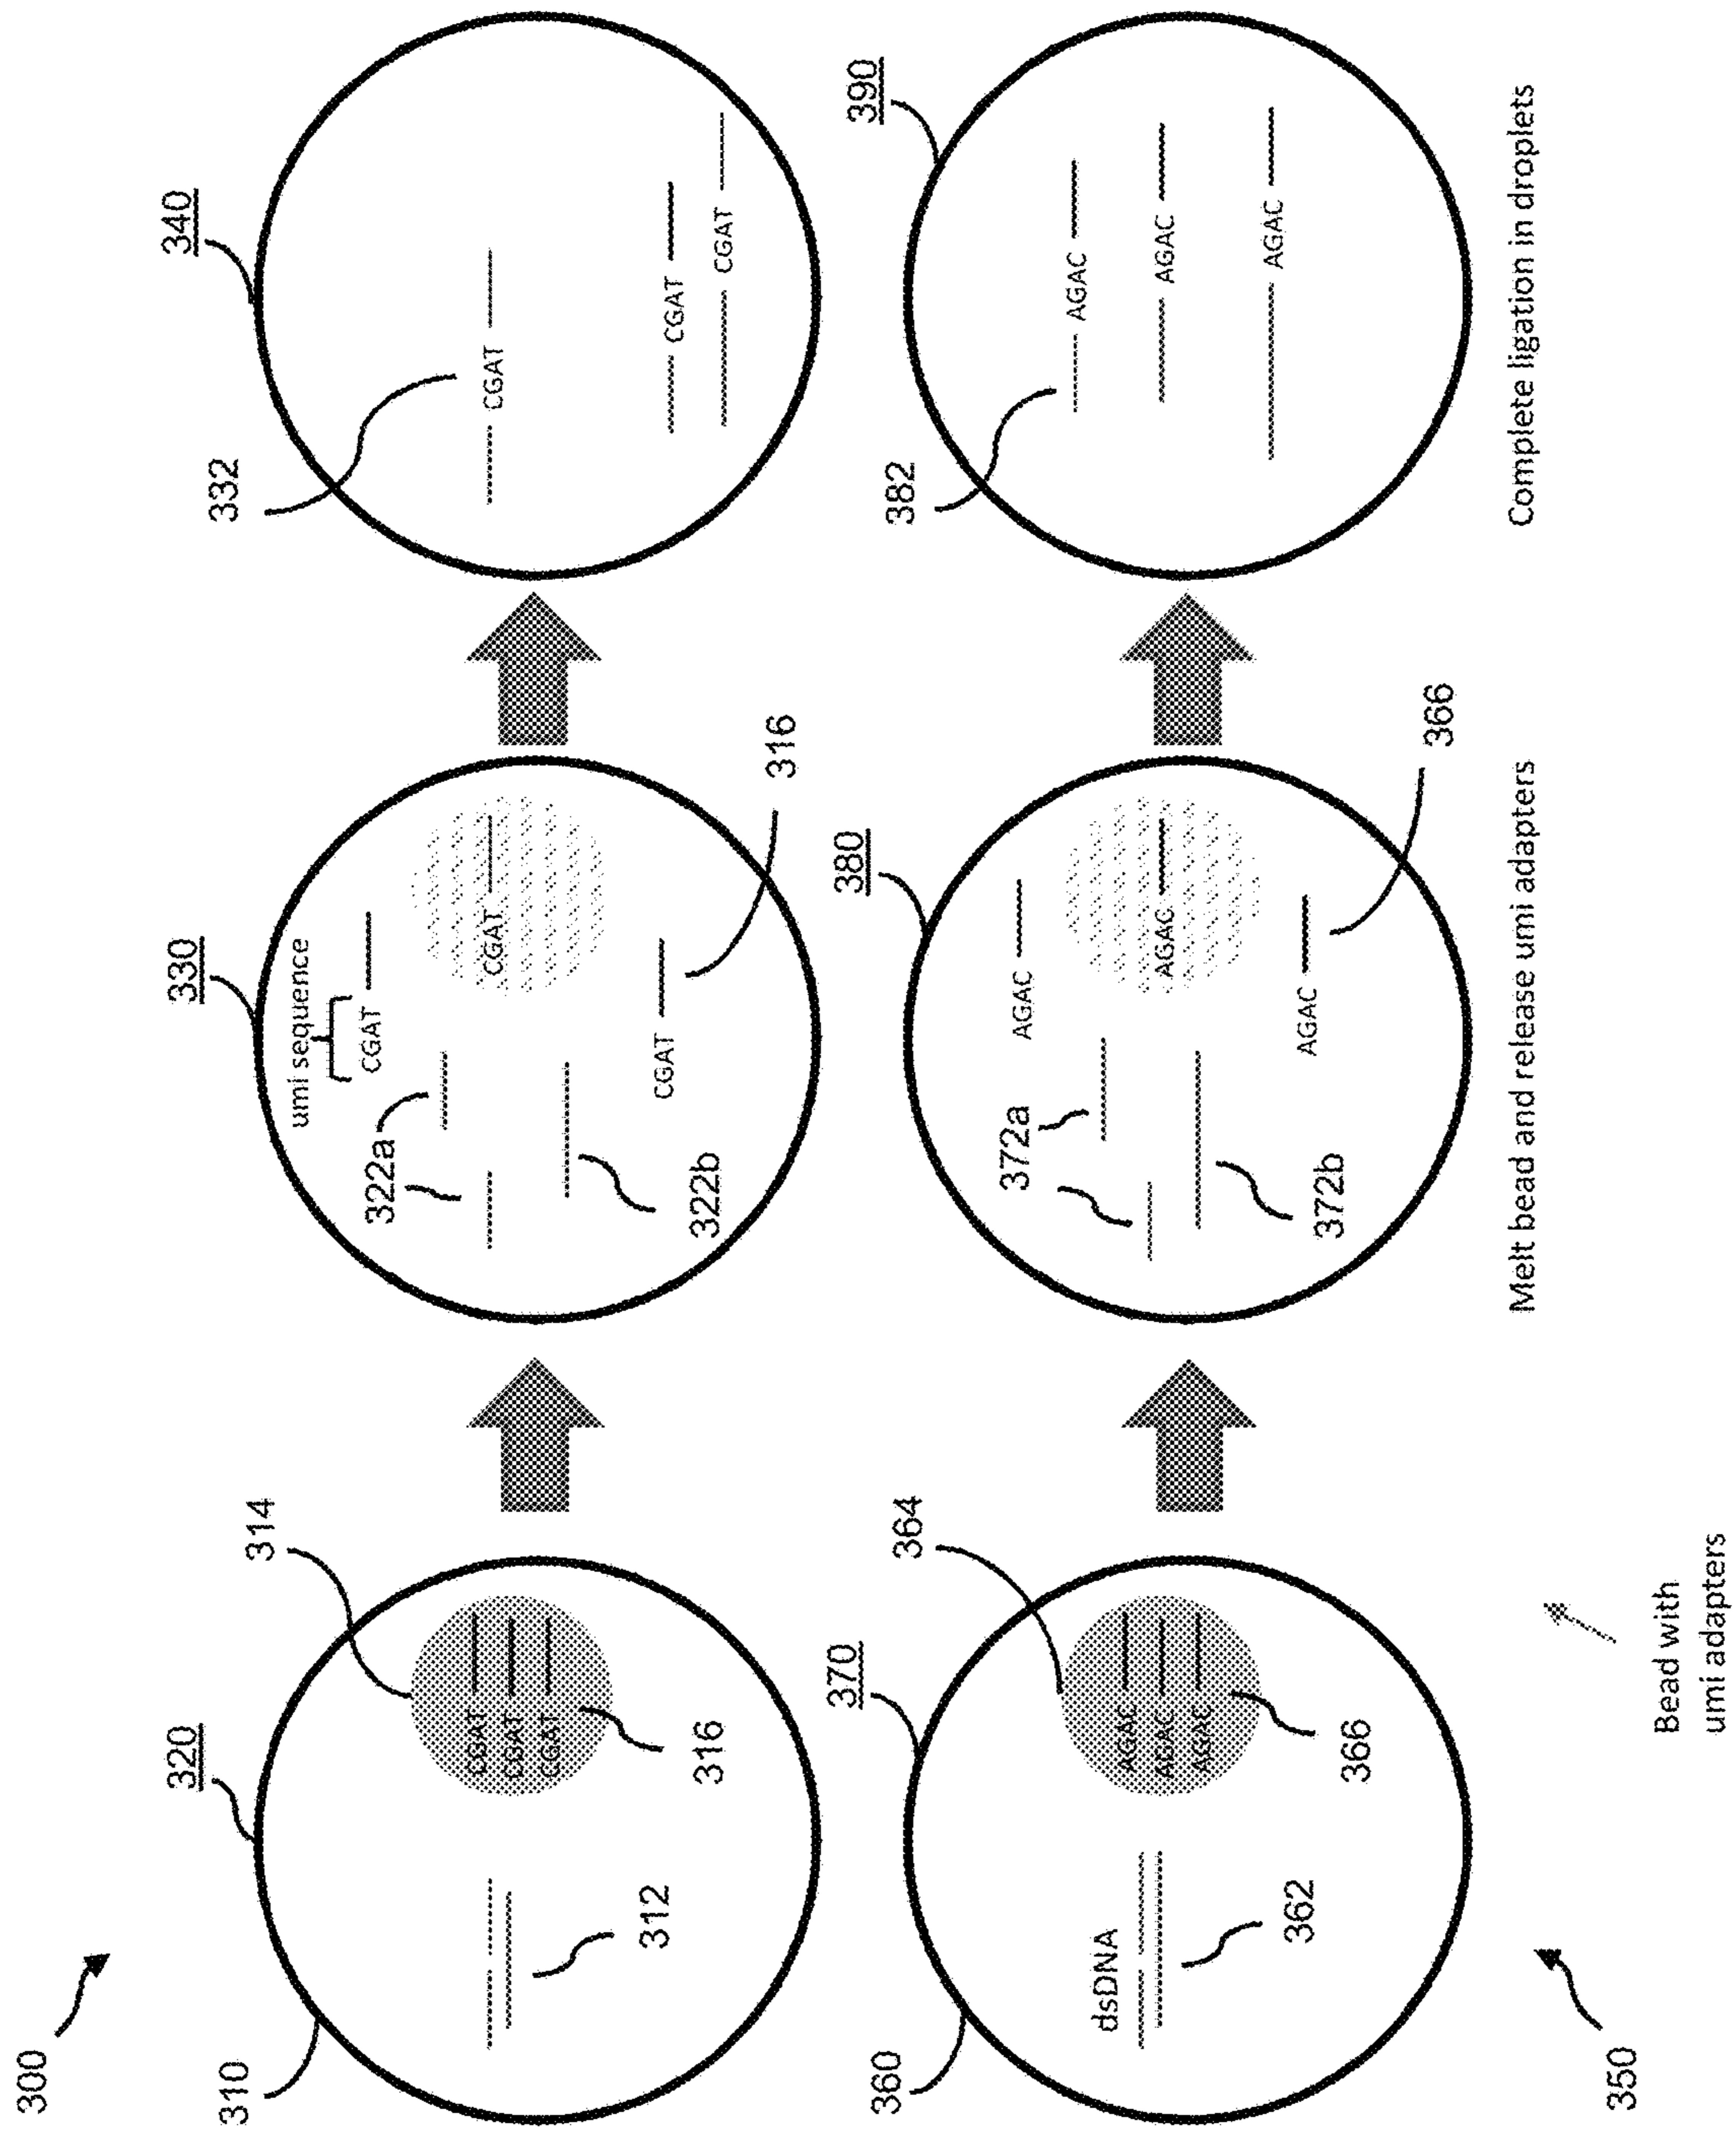 300
310
320
314
CGAT
CGAT
CGAT
312
316
330
umi sequence
CGAT
322a
CGAT
322b
CGAT
316
340
332
CGAT
CGAT
CGAT
360
370
364
dsDNA
AGAC
AGAC
AGAC
362
366
350
Bead with
umi adapters
380
372a
AGAC
AGAC
372b
AGAC
366
Melt bead and release umi adapters
390
382
AGAC
AGAC
AGAC
Complete ligation in droplets